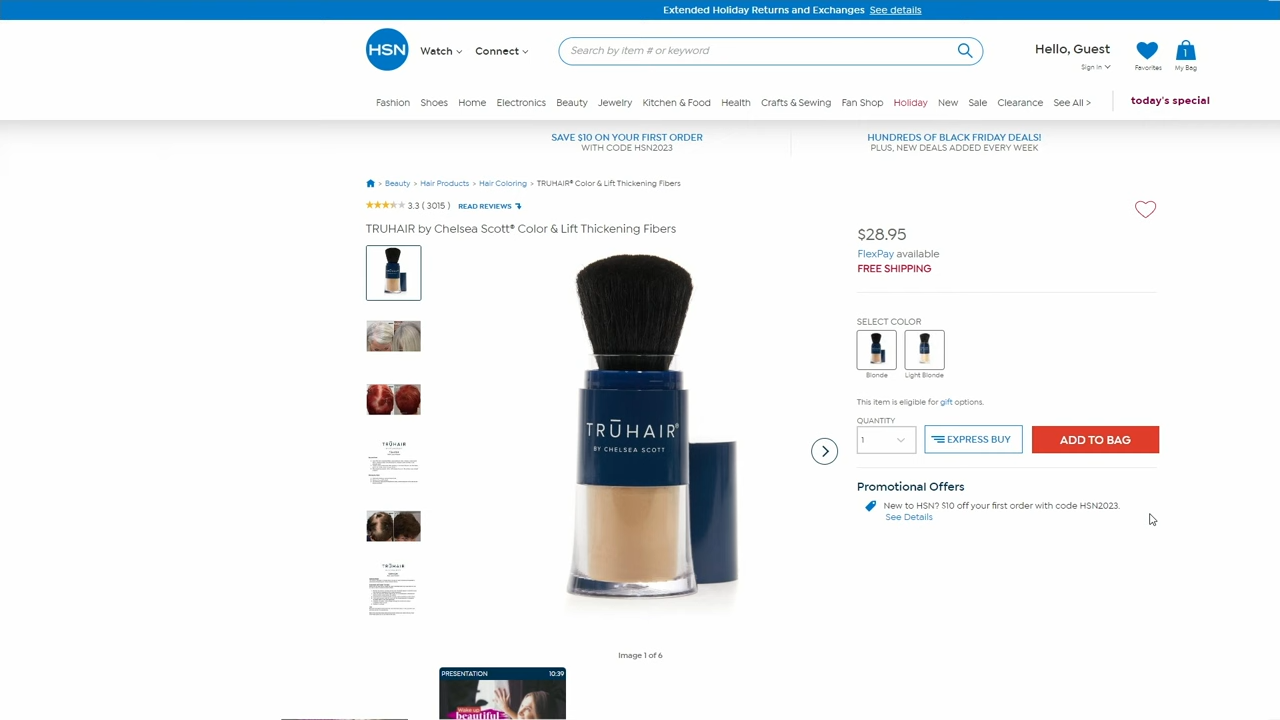 Extended Holiday Returns and Exchanges See details
HSN
Watch
Connect
Search by item # or keyword
Hello, Guest
Sign In
Favorites
1
My Bag
Fashion Shoes Home Electronics Beauty Jewelry Kitchen & Food Health Crafts & Sewing Fan Shop Holiday New Sale Clearance See All >
today's special
SAVE $10 ON YOUR FIRST ORDER
WITH CODE HSN2023
HUNDREDS OF BLACK FRIDAY DEALS!
PLUS, NEW DEALS ADDED EVERY WEEK
> Beauty > Hair Products > Hair Coloring > TRUHAIR® Color & Lift Thickening Fibers
3.3 ( 3015 ) READ REVIEWS
TRUHAIR by Chelsea Scott® Color & Lift Thickening Fibers
TRŪHAIR®
BY CHELSEA SCOTT
Image 1 of 6
$28.95
FlexPay available
FREE SHIPPING
SELECT COLOR
Blonde
Light Blonde
This item is eligible for gift options.
QUANTITY
1
EXPRESS BUY
ADD TO BAG
Promotional Offers
New to HSN? $10 off your first order with code HSN2023.
See Details
PRESENTATION 10:39
Wake up
beautiful